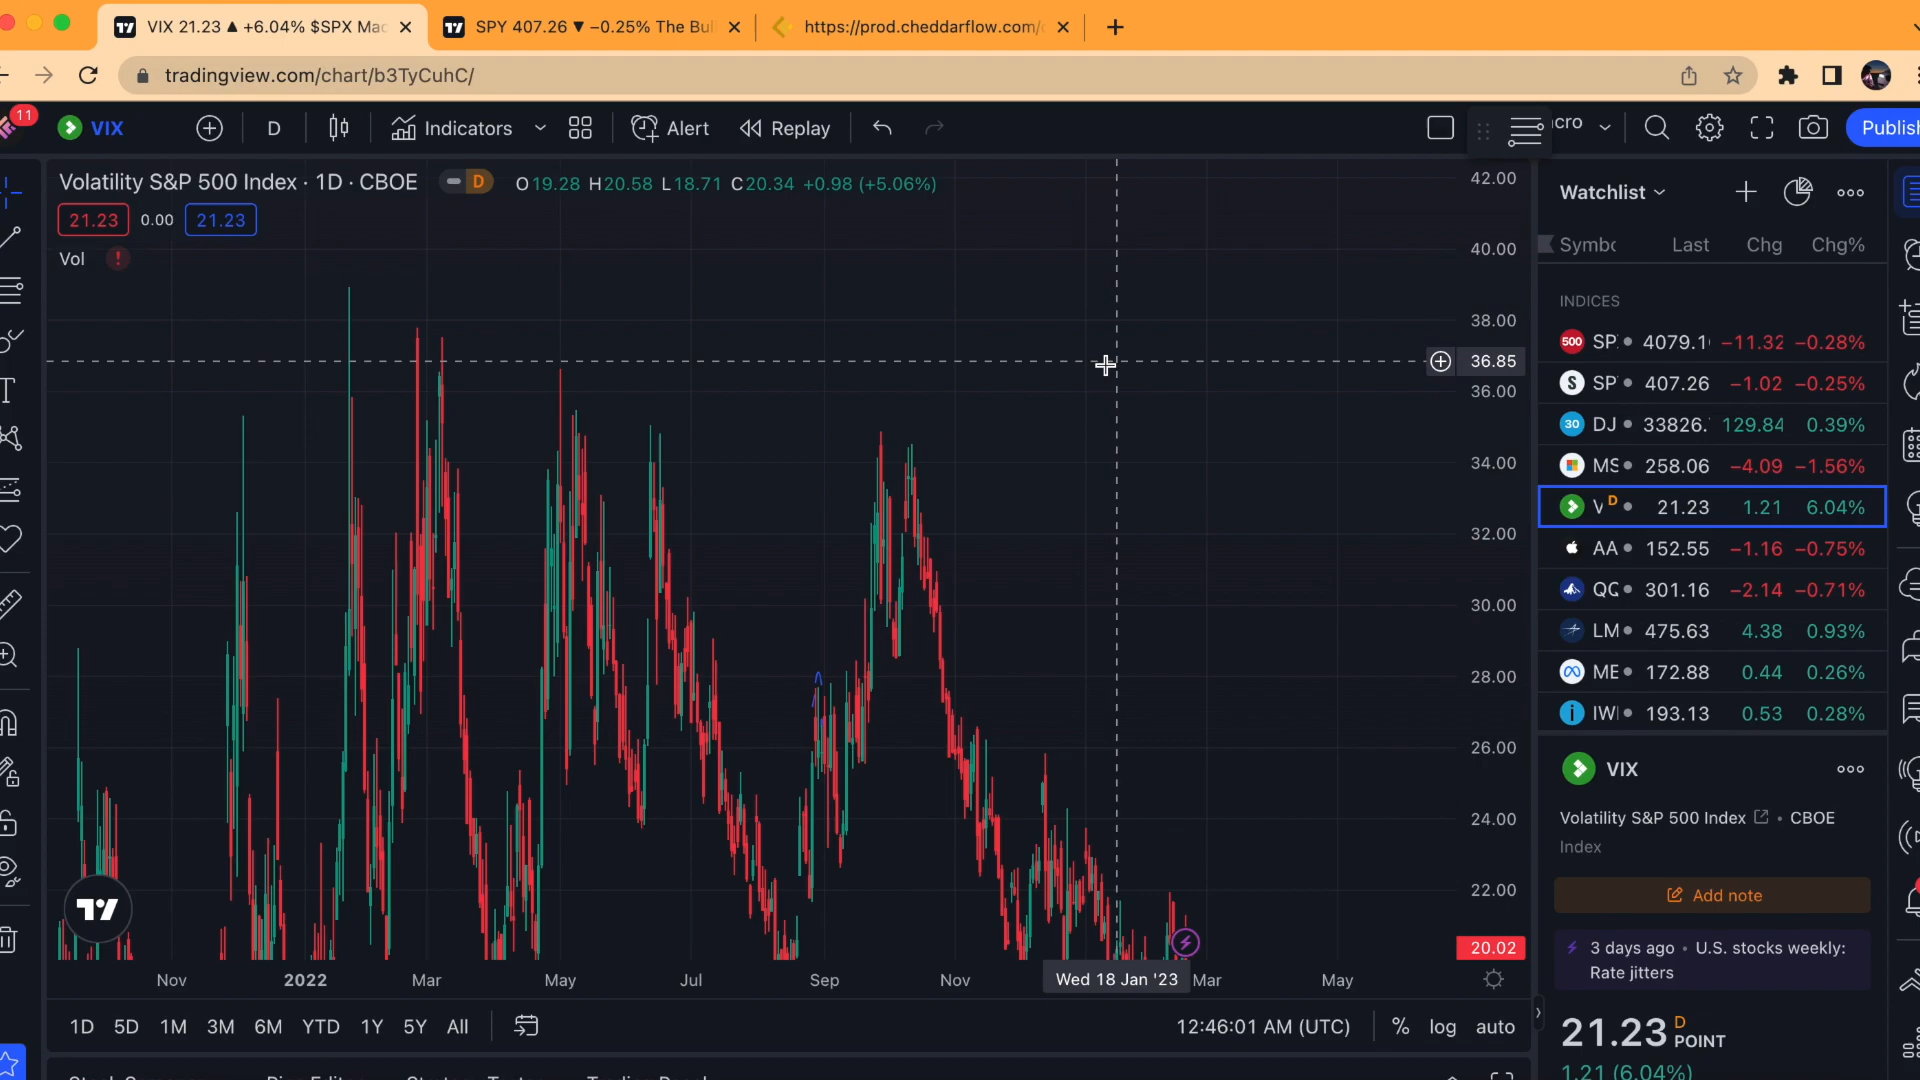 VIX 21.23 ▲ +6.04% $SPX Mac
SPY 407.26 ▼ −0.25% The Bul
https://prod.cheddarflow.com/
tradingview.com/chart/b3TyCuhC/
11
VIX
D
Indicators
Alert
Replay
cro
Publish
Volatility S&P 500 Index · 1D · CBOE
D
O19.28 H20.58 L18.71 C20.34 +0.98 (+5.06%)
21.23
0.00
21.23
Vol
!
42.00
40.00
38.00
36.85
36.00
34.00
32.00
30.00
28.00
26.00
24.00
22.00
20.02
Nov
2022
Mar
May
Jul
Sep
Nov
Wed 18 Jan '23
Mar
May
1D 5D 1M 3M 6M YTD 1Y 5Y All
12:46:01 AM (UTC)
% log auto
Watchlist
Symbo Last Chg Chg%
INDICES
500 SP 4079.1 −11.32 −0.28%
S SP 407.26 −1.02 −0.25%
30 DJ 33826. 129.84 0.39%
MS 258.06 −4.09 −1.56%
V D 21.23 1.21 6.04%
AA 152.55 −1.16 −0.75%
QQ 301.16 −2.14 −0.71%
LM 475.63 4.38 0.93%
ME 172.88 0.44 0.26%
IW 193.13 0.53 0.28%
VIX
Volatility S&P 500 Index • CBOE
Index
Add note
3 days ago • U.S. stocks weekly:
Rate jitters
21.23 D POINT
1.21 (6.04%)